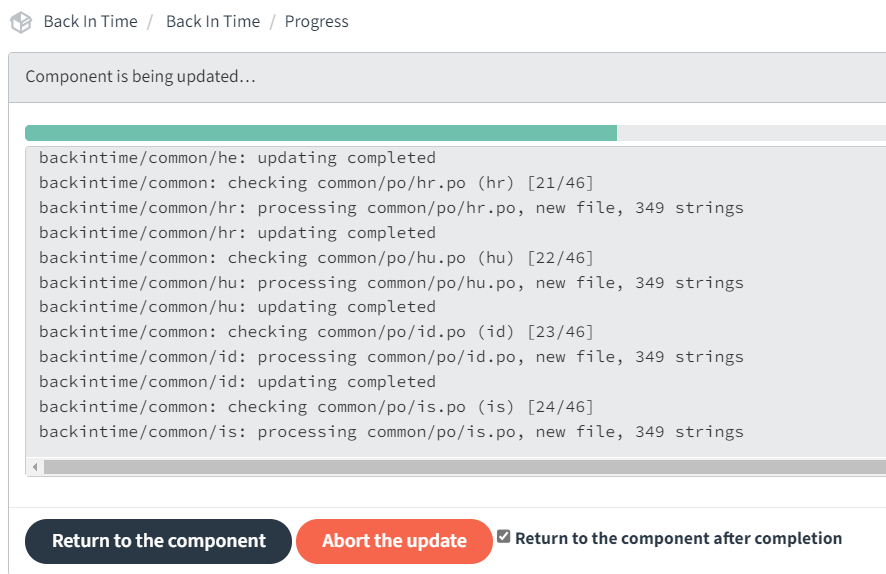 Back In Time / Back In Time / Progress
Component is being updated…
backintime/common/he: updating completed
backintime/common: checking common/po/hr.po (hr) [21/46]
backintime/common/hr: processing common/po/hr.po, new file, 349 strings
backintime/common/hr: updating completed
backintime/common: checking common/po/hu.po (hu) [22/46]
backintime/common/hu: processing common/po/hu.po, new file, 349 strings
backintime/common/hu: updating completed
backintime/common: checking common/po/id.po (id) [23/46]
backintime/common/id: processing common/po/id.po, new file, 349 strings
backintime/common/id: updating completed
backintime/common: checking common/po/is.po (is) [24/46]
backintime/common/is: processing common/po/is.po, new file, 349 strings
Return to the component Abort the update Return to the component after completion